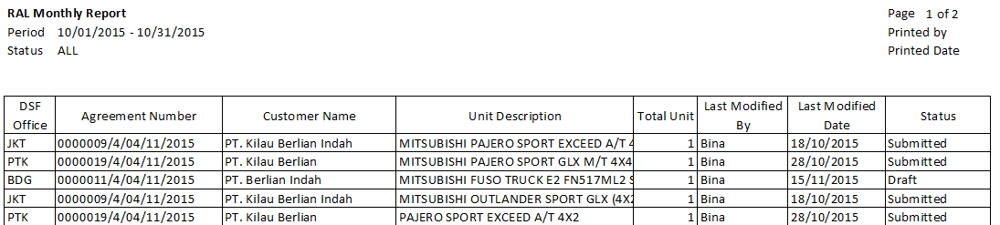 RAL Monthly Report Page 1 of 2
Period 10/01/2015 - 10/31/2015 Printed by
Status ALL Printed Date
DSF Office Agreement Number Customer Name Unit Description Total Unit Last Modified By Last Modified Date Status
JKT 0000009/4/04/11/2015 PT. Kilau Berlian Indah MITSUBISHI PAJERO SPORT EXCEED A/T 4 1 Bina 18/10/2015 Submitted
PTK 0000019/4/04/11/2015 PT. Kilau Berlian MITSUBISHI PAJERO SPORT GLX M/T 4X4 1 Bina 28/10/2015 Submitted
BDG 0000011/4/04/11/2015 PT. Berlian Indah MITSUBISHI FUSO TRUCK E2 FN517ML2 S 1 Bina 15/11/2015 Draft
JKT 0000009/4/04/11/2015 PT. Kilau Berlian Indah MITSUBISHI OUTLANDER SPORT GLX (4X2 1 Bina 18/10/2015 Submitted
PTK 0000019/4/04/11/2015 PT. Kilau Berlian PAJERO SPORT EXCEED A/T 4X2 1 Bina 28/10/2015 Submitted